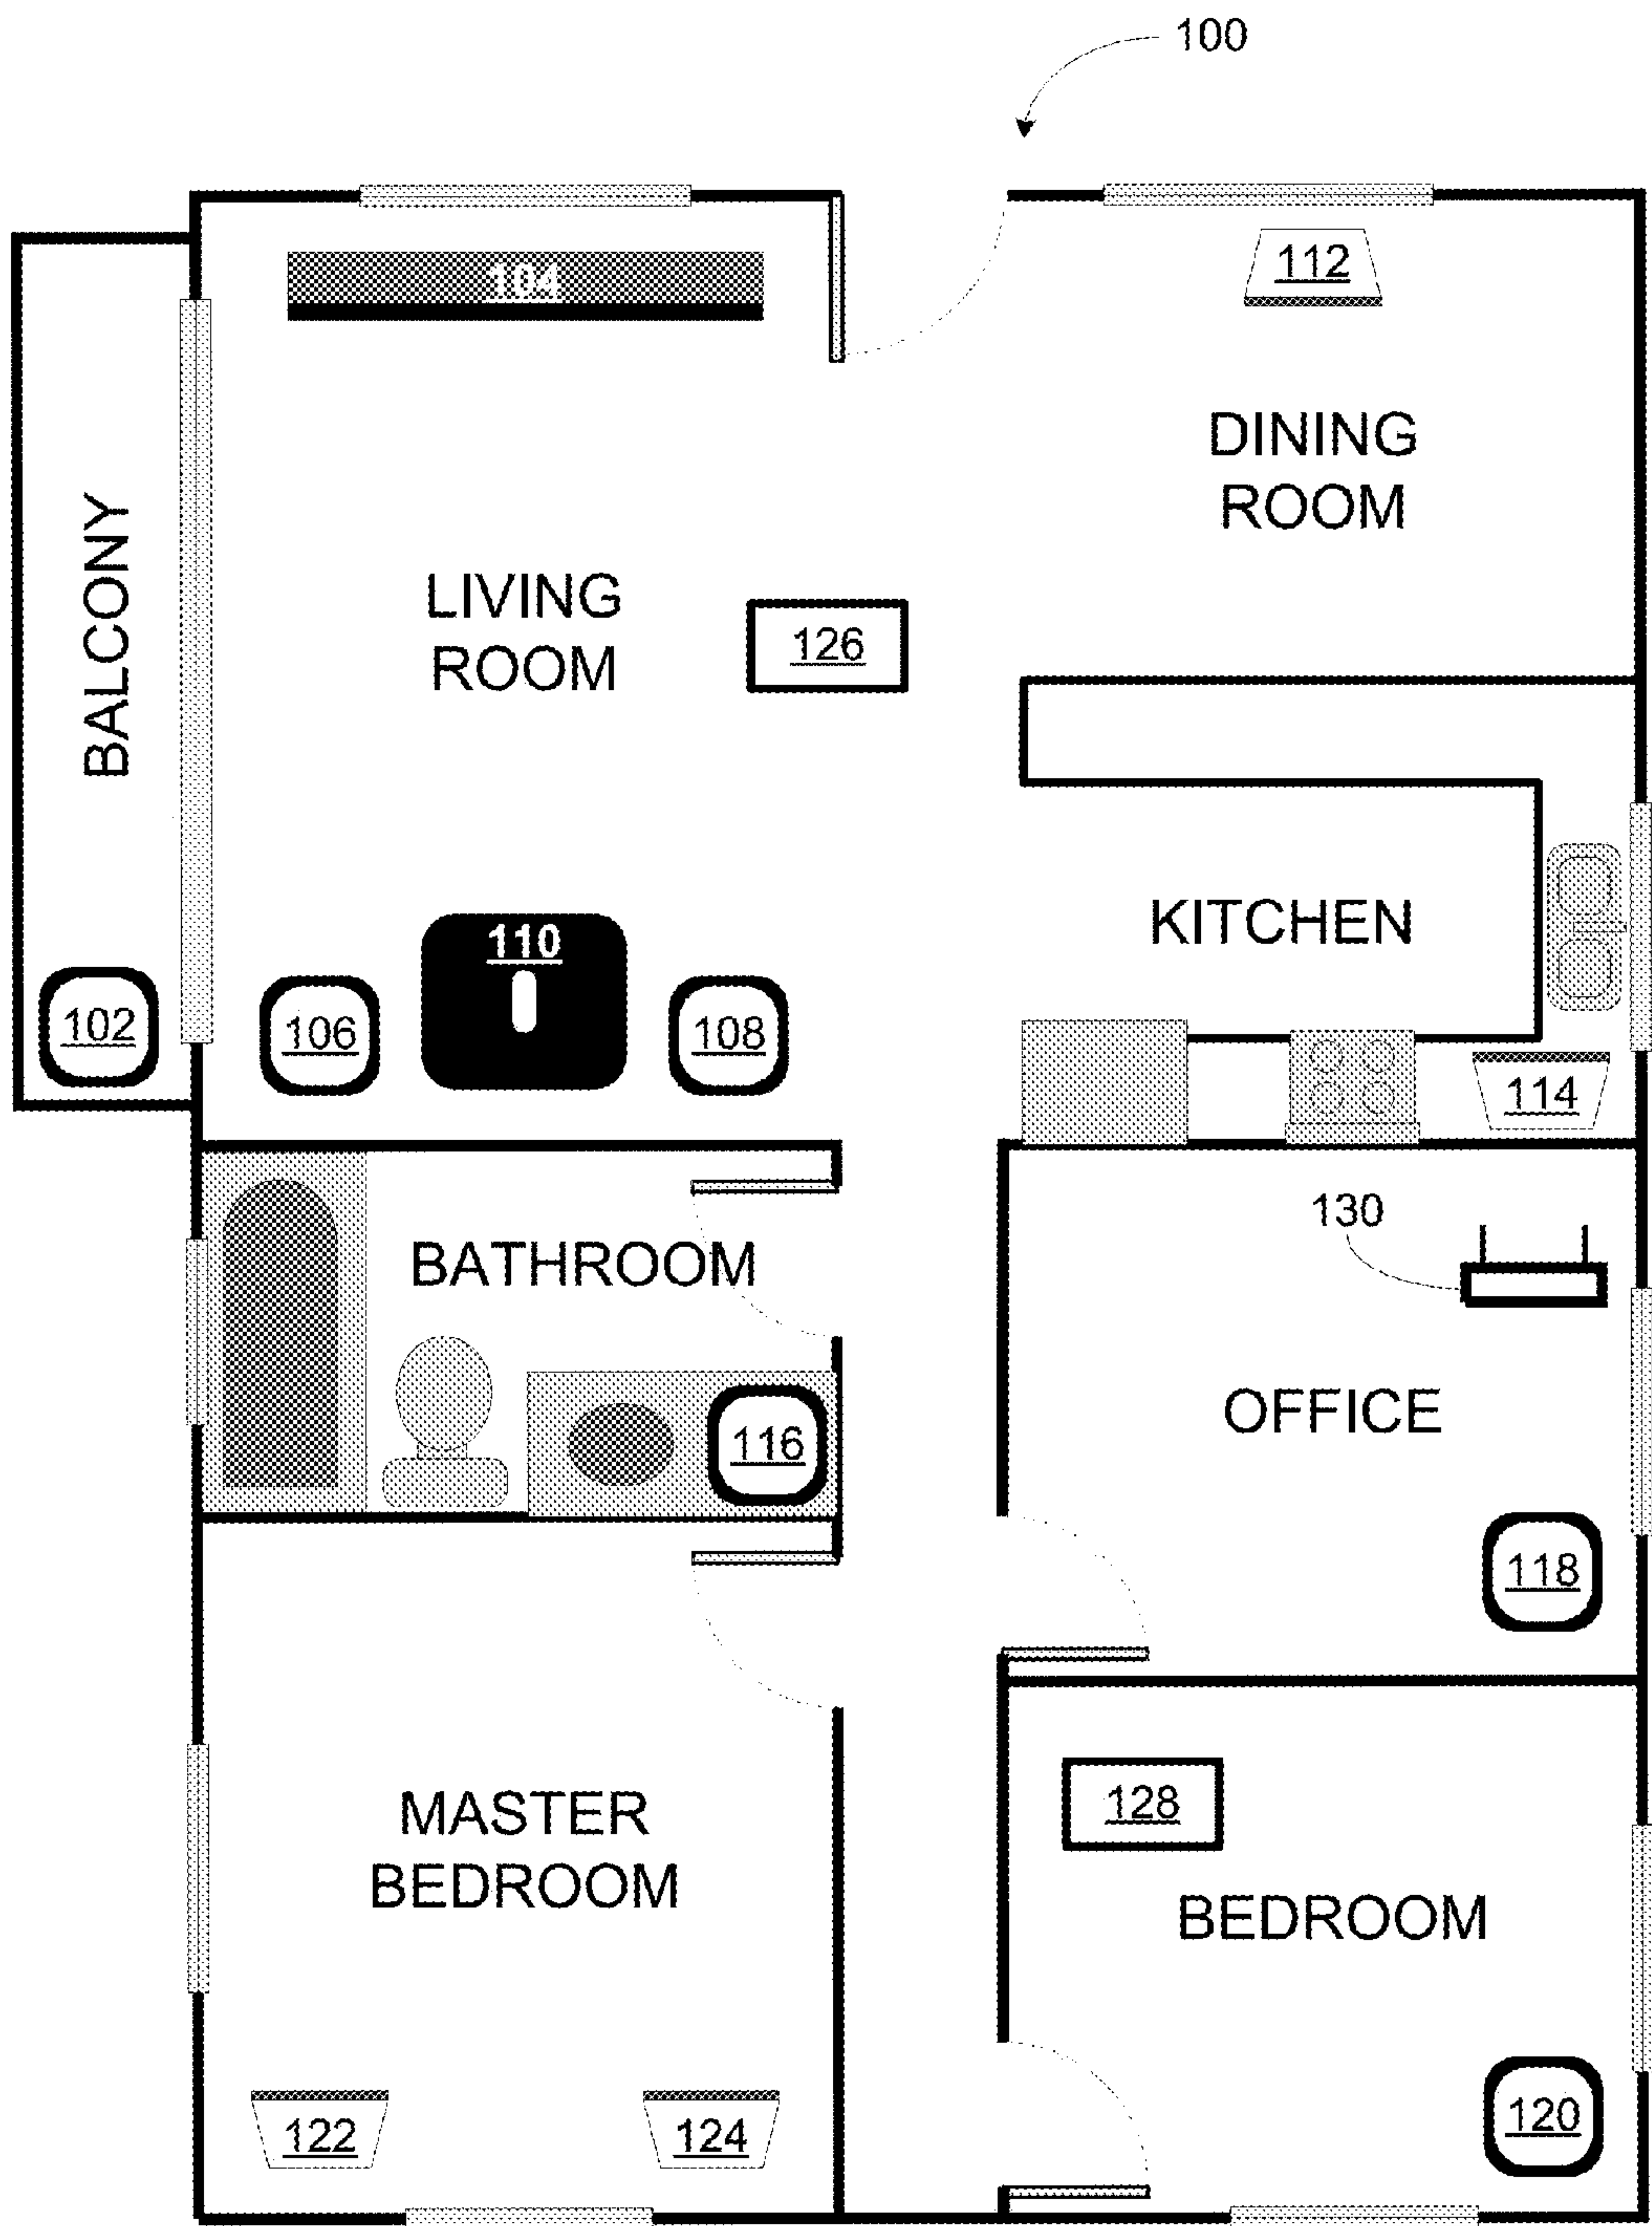 100
104
112
DINING
ROOM
BALCONY
LIVING
ROOM
126
KITCHEN
110
102
106
108
114
130
BATHROOM
OFFICE
116
118
MASTER
BEDROOM
128
BEDROOM
122
124
120